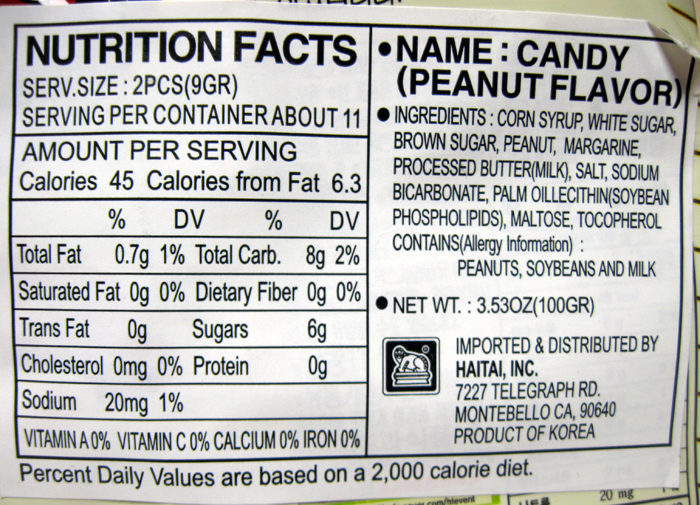 NUTRITION FACTS
SERV.SIZE : 2PCS(9GR)
SERVING PER CONTAINER ABOUT 11
AMOUNT PER SERVING
Calories 45 Calories from Fat 6.3
% DV % DV
Total Fat 0.7g 1% Total Carb. 8g 2%
Saturated Fat 0g 0% Dietary Fiber 0g 0%
Trans Fat 0g Sugars 6g
Cholesterol 0mg 0% Protein 0g
Sodium 20mg 1%
VITAMIN A 0% VITAMIN C 0% CALCIUM 0% IRON 0%
Percent Daily Values are based on a 2,000 calorie diet.
●NAME : CANDY
(PEANUT FLAVOR)
● INGREDIENTS : CORN SYRUP, WHITE SUGAR,
BROWN SUGAR, PEANUT, MARGARINE,
PROCESSED BUTTER(MILK), SALT, SODIUM
BICARBONATE, PALM OILLECITHIN(SOYBEAN
PHOSPHOLIPIDS), MALTOSE, TOCOPHEROL
CONTAINS(Allergy Information) :
PEANUTS, SOYBEANS AND MILK
● NET WT. : 3.53OZ(100GR)
IMPORTED & DISTRIBUTED BY
HAITAI, INC.
7227 TELEGRAPH RD.
MONTEBELLO CA, 90640
PRODUCT OF KOREA
20 mg